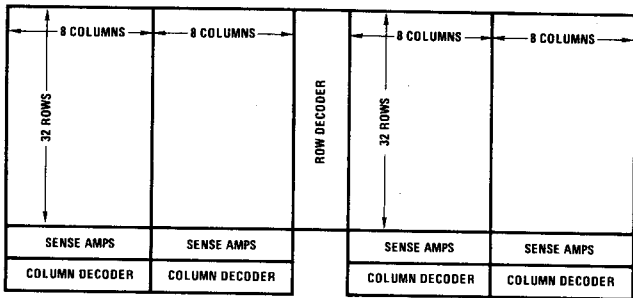 8 COLUMNS 8 COLUMNS 8 COLUMNS 8 COLUMNS
32 ROWS
ROW DECODER
32 ROWS
SENSE AMPS SENSE AMPS SENSE AMPS SENSE AMPS
COLUMN DECODER COLUMN DECODER COLUMN DECODER COLUMN DECODER